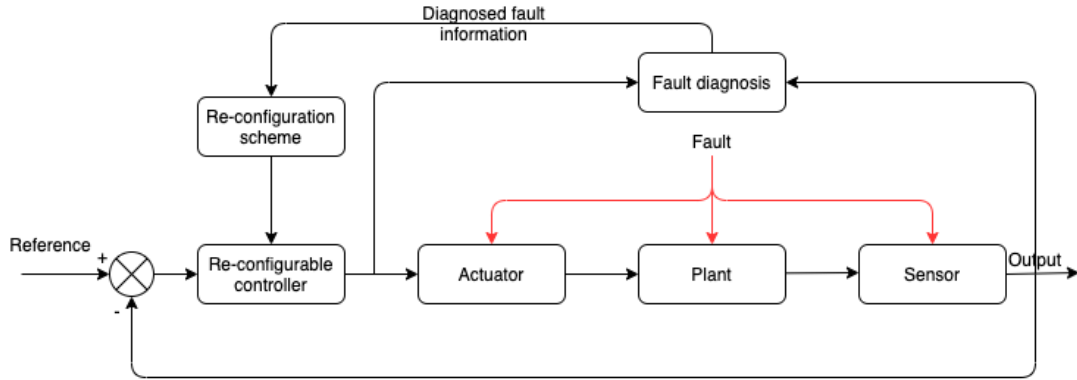 Diagnosed fault
information
Fault diagnosis
Re-configuration
scheme
Fault
Reference
+
-
Re-configurable
controller
Actuator
Plant
Sensor
Output